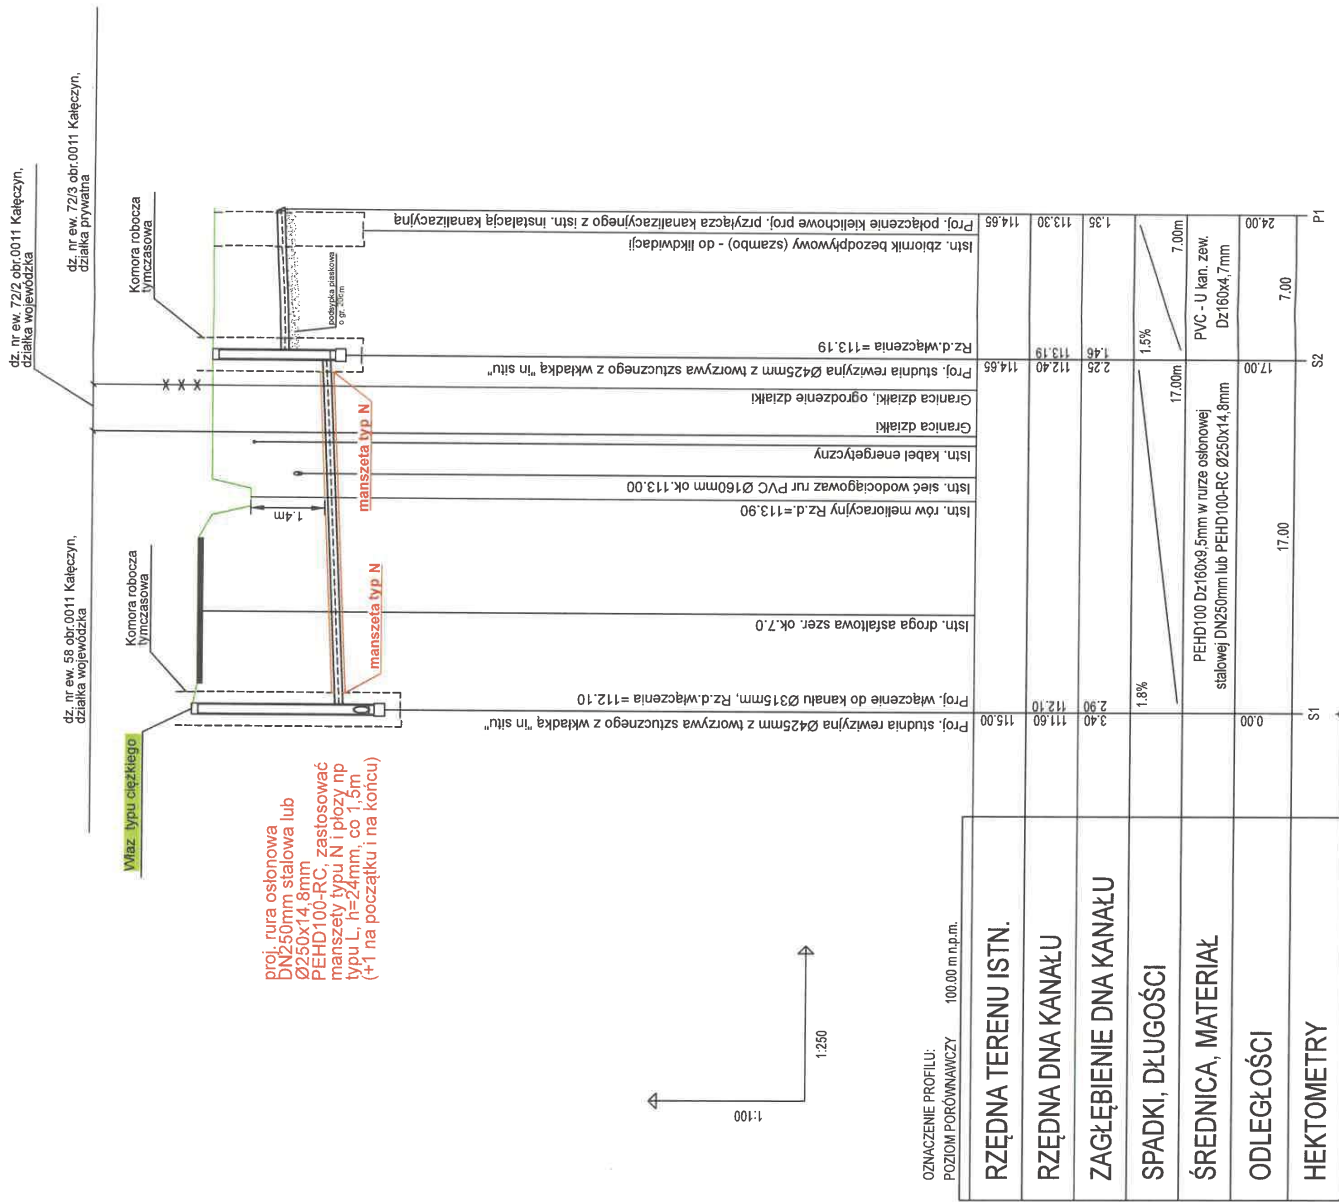 dz. nr ew. 58 obr.0011 Kałęczyn,
działka wojewódzka
dz. nr ew. 72/2 obr.0011 Kałęczyn,
działka wojewódzka
dz. nr ew. 72/3 obr.0011 Kałęczyn,
działka prywatna
Właz typu ciężkiego
Komora robocza
tymczasowa
Komora robocza
tymczasowa
proj. rura osłonowa
DN250mm stalowa lub
Ø250x14,8mm
PEHD100-RC, zastosować
manszety typu N i płozy np
typu L, h=24mm, co 1,5m
(+1 na początku i na końcu)
manszeta typ N
manszeta typ N
1.4m
podsypka piaskowa
o gr. 20cm
Proj. studnia rewizyjna Ø425mm z tworzywa sztucznego z wkładką "in situ"
Proj. włączenie do kanału Ø315mm, Rz.d.włączenia =112.10
Istn. droga asfaltowa szer. ok.7.0
Istn. rów melioracyjny Rz.d.=113.90
Istn. sieć wodociągowaz rur PVC Ø160mm ok.113.00
Istn. kabel energetyczny
Granica działki
Granica działki, ogrodzenie działki
Proj. studnia rewizyjna Ø425mm z tworzywa sztucznego z wkładką "in situ"
Rz.d.włączenia =113.19
Istn. zbiornik bezodpływowy (szambo) - do likwidacji
Proj. połączenie kielichowe proj. przyłącza kanalizacyjnego z istn. instalacją kanalizacyjną
1:100
1:250
OZNACZENIE PROFILU:
POZIOM PORÓWNAWCZY 100.00 m n.p.m.
RZĘDNA TERENU ISTN.
115.00 114.65 114.65
RZĘDNA DNA KANAŁU
111.60 112.10 112.40 113.19 113.30
ZAGŁĘBIENIE DNA KANAŁU
3.40 2.90 2.25 1.46 1.35
SPADKI, DŁUGOŚCI
1.8% 17.00m 1.5% 7.00m
ŚREDNICA, MATERIAŁ
PEHD100 Dz160x9,5mm w rurze osłonowej
stalowej DN250mm lub PEHD100-RC Ø250x14,8mm
PVC - U kan. zew.
Dz160x4,7mm
ODLEGŁOŚCI
0.00 17.00 17.00 7.00 24.00
HEKTOMETRY
S1 S2 P1